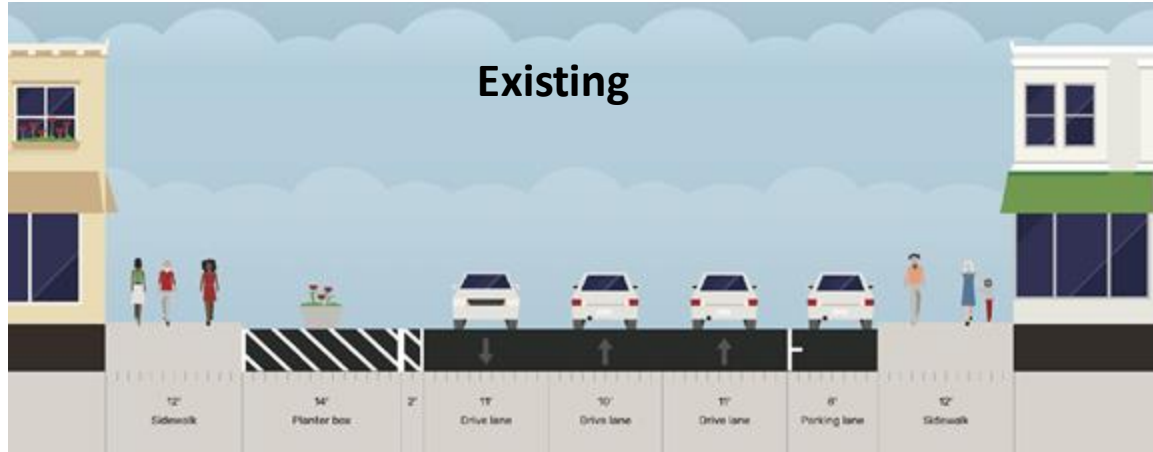 Existing
12'
Sidewalk
14'
Planter box
2'
11'
Drive lane
10'
Drive lane
11'
Drive lane
8'
Parking lane
12'
Sidewalk